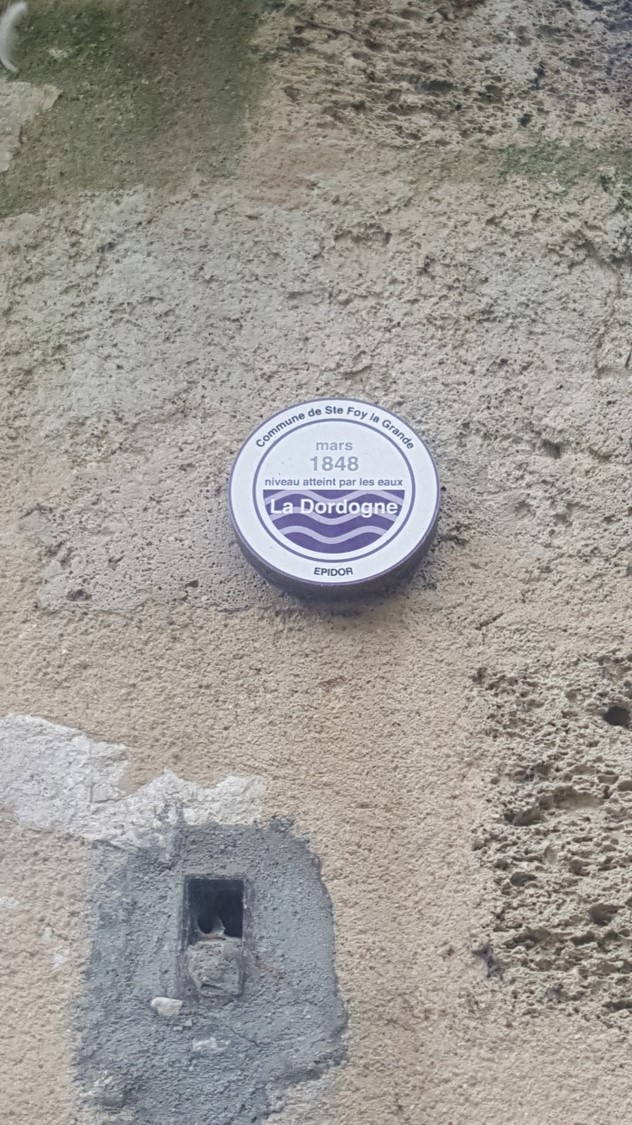 Commune de Ste Foy la Grande
mars
1848
niveau atteint par les eaux
La Dordogne
EPIDOR